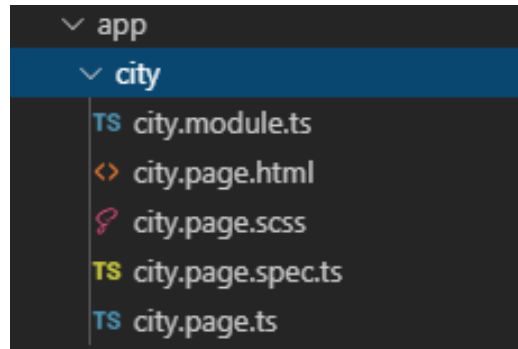 app
city
TS city.module.ts
<> city.page.html
city.page.scss
TS city.page.spec.ts
TS city.page.ts